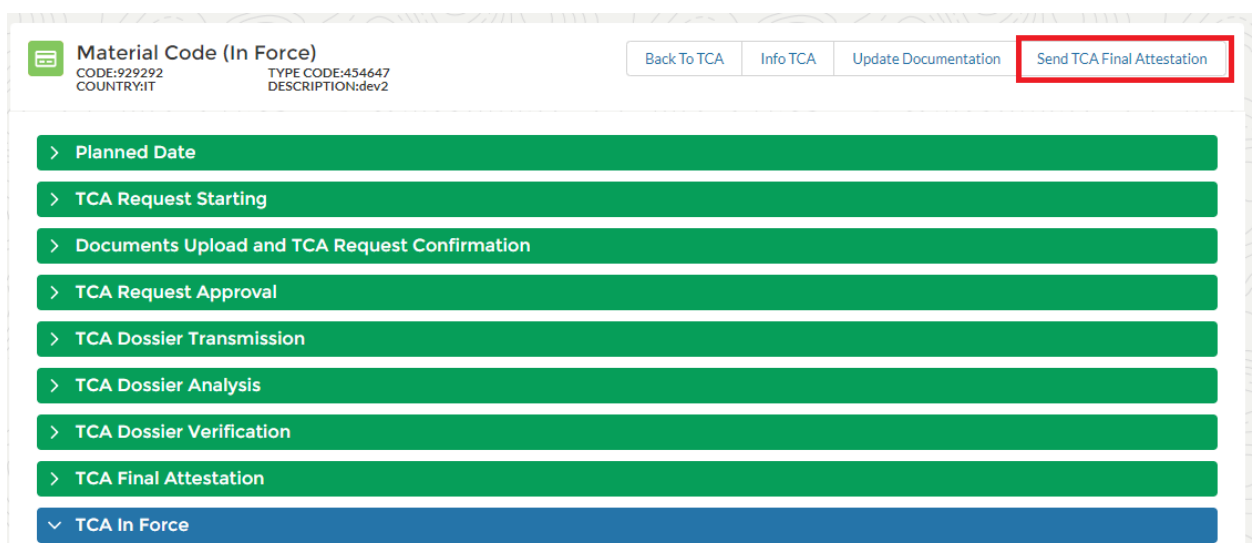 Material Code (In Force)
CODE:929292 TYPE CODE:454647
COUNTRY:IT DESCRIPTION:dev2
Back To TCA Info TCA Update Documentation Send TCA Final Attestation
Planned Date
TCA Request Starting
Documents Upload and TCA Request Confirmation
TCA Request Approval
TCA Dossier Transmission
TCA Dossier Analysis
TCA Dossier Verification
TCA Final Attestation
TCA In Force